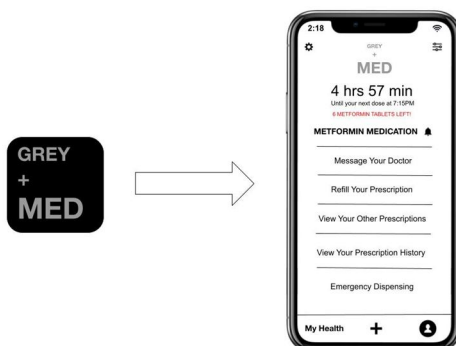 GREY
+
MED
2:18
GREY
+
MED
4 hrs 57 min
Until your next dose at 7:15PM
6 METFORMIN TABLETS LEFT!
METFORMIN MEDICATION
Message Your Doctor
Refill Your Prescription
View Your Other Prescriptions
View Your Prescription History
Emergency Dispensing
My Health +